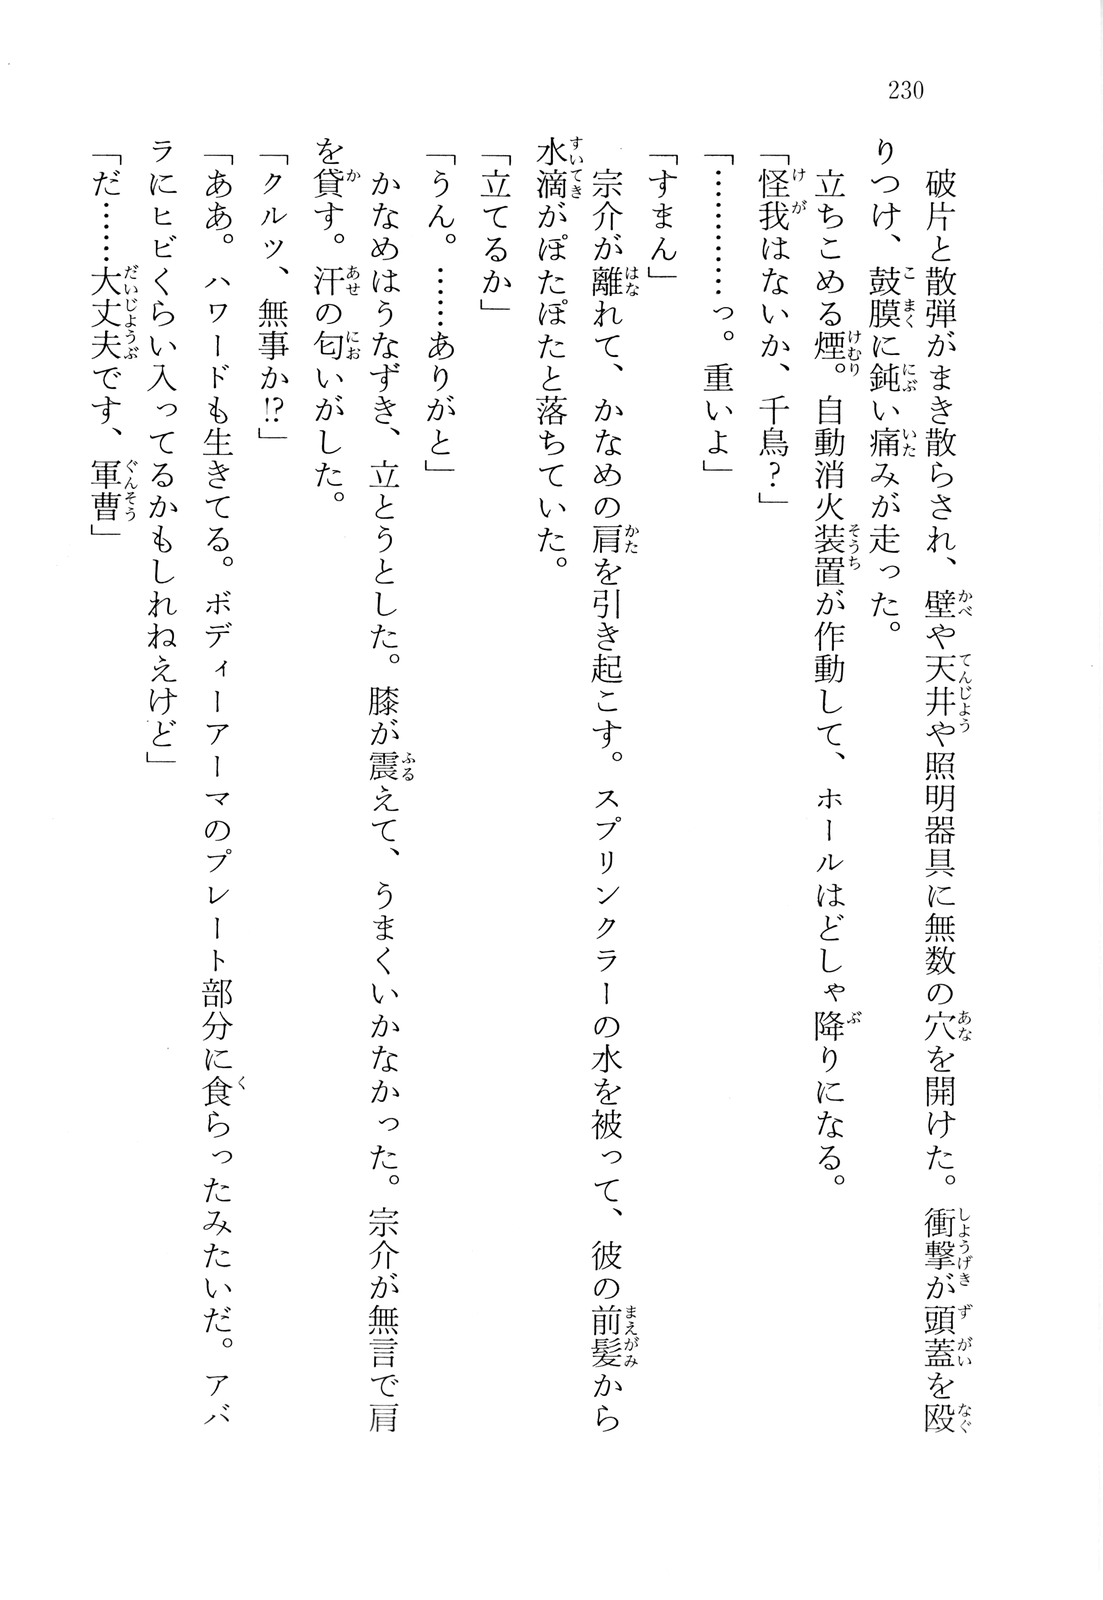 230
破片と散弾がまき散らされ、壁や天井や照明器具に無数の穴を開けた。衝撃が頭蓋を殴
りつけ、鼓膜に鈍い痛みが走った。
立ちこめる煙。自動消火装置が作動して、ホールはどしゃ降りになる。
「怪我はないか、千鳥？」
「…………っ。重いよ」
「すまん」
宗介が離れて、かなめの肩を引き起こす。スプリンクラーの水を被って、彼の前髪から
水滴がぽたぽたと落ちていた。
「立てるか」
「うん。……ありがと」
かなめはうなずき、立とうとした。膝が震えて、うまくいかなかった。宗介が無言で肩
を貸す。汗の匂いがした。
「クルツ、無事か!?」
「ああ。ハワードも生きてる。ボディーアーマのプレート部分に食らったみたいだ。アバ
ラにヒビくらい入ってるかもしれねえけど」
「だ……大丈夫です、軍曹」